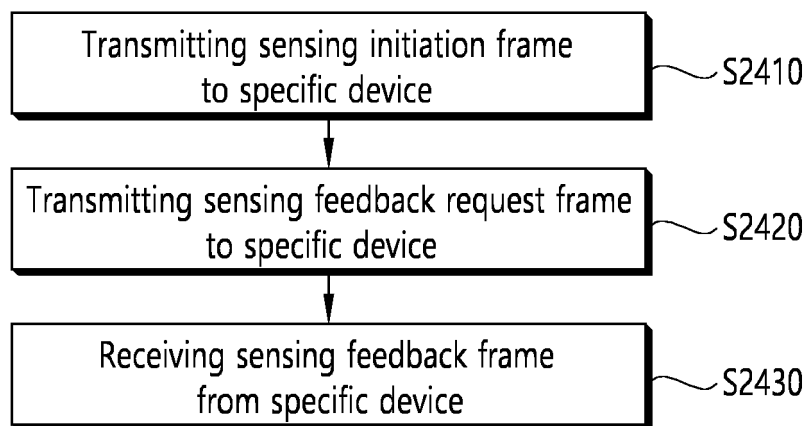 Transmitting sensing initiation frame
to specific device
S2410
Transmitting sensing feedback request frame
to specific device
S2420
Receiving sensing feedback frame
from specific device
S2430